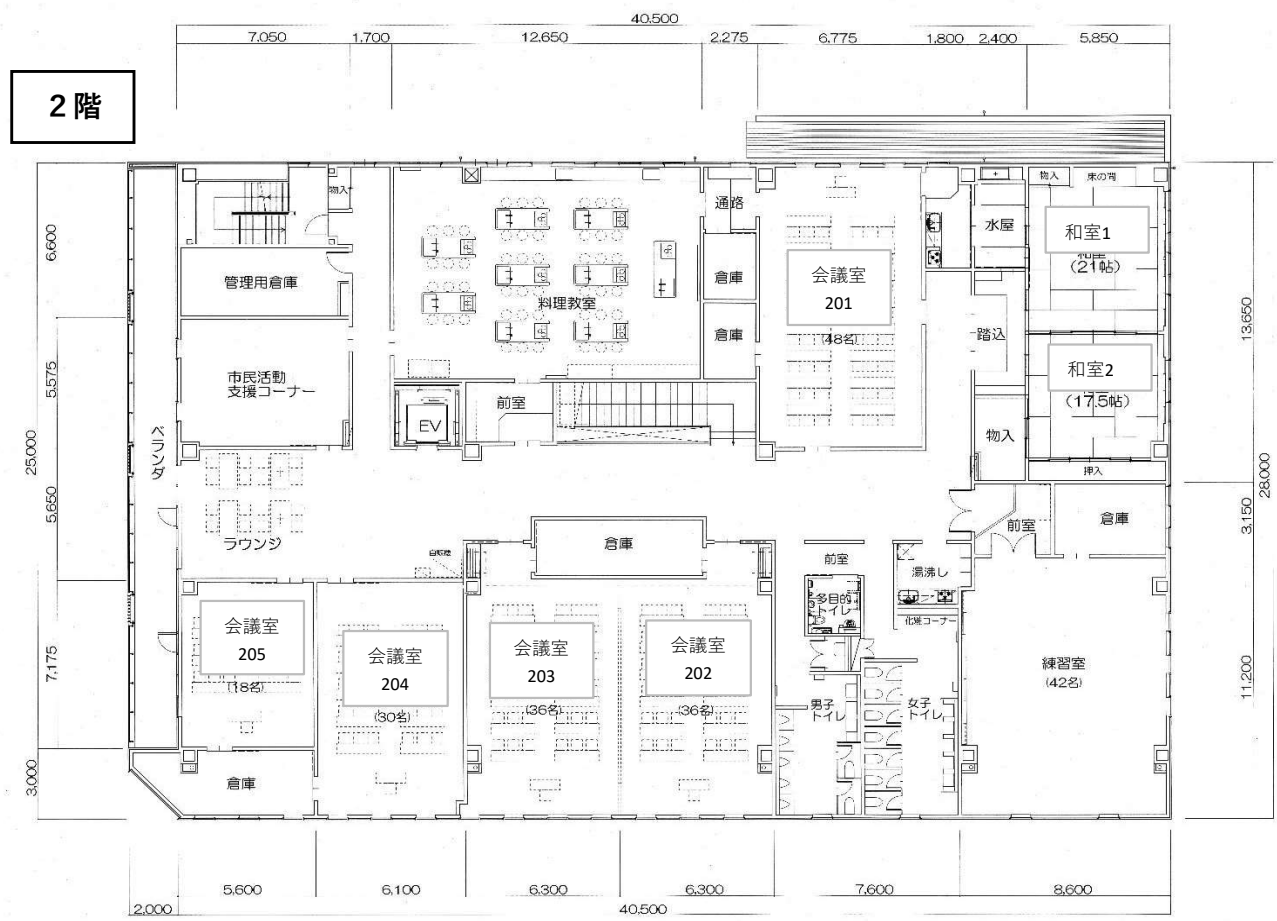 40.500
7.050
1.700
12.650
2.275
6.775
1.800
2.400
5.850
2階
6.600
5.575
25.000
5.650
7.175
3.000
物入
管理用倉庫
市民活動
支援コーナー
ベランダ
ラウンジ
料理教室
EV
前室
通路
倉庫
倉庫
会議室
201
(48名)
水屋
踏込
物入
物入
床の間
和室1
(21帖)
和室2
(17.5帖)
押入
13.650
28.000
3.150
11.200
自販機
倉庫
前室
前室
倉庫
湯沸し
多目的
トイレ
化粧コーナー
会議室
205
(18名)
会議室
204
(30名)
会議室
203
(36名)
会議室
202
(36名)
男子
トイレ
女子
トイレ
練習室
(42名)
倉庫
5.600
6.100
6.300
6.300
7.600
8.600
2.000
40.500